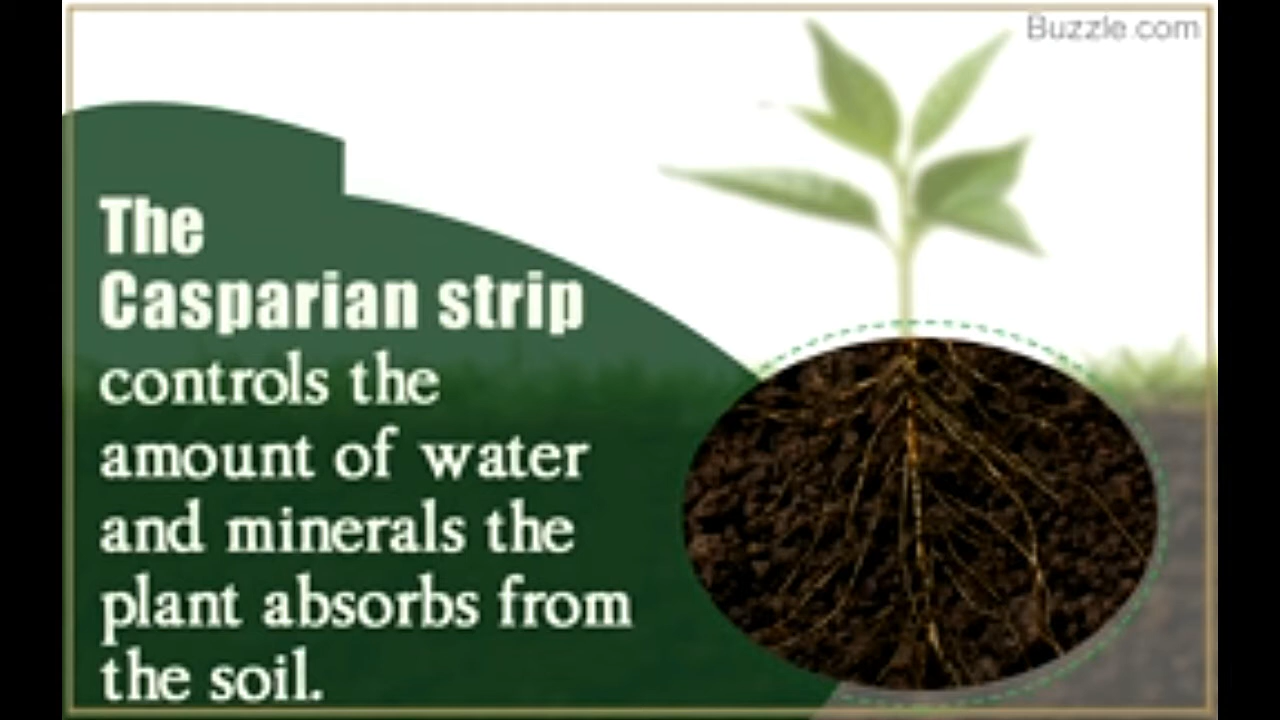 Buzzle.com
The
Casparian strip
controls the
amount of water
and minerals the
plant absorbs from
the soil.